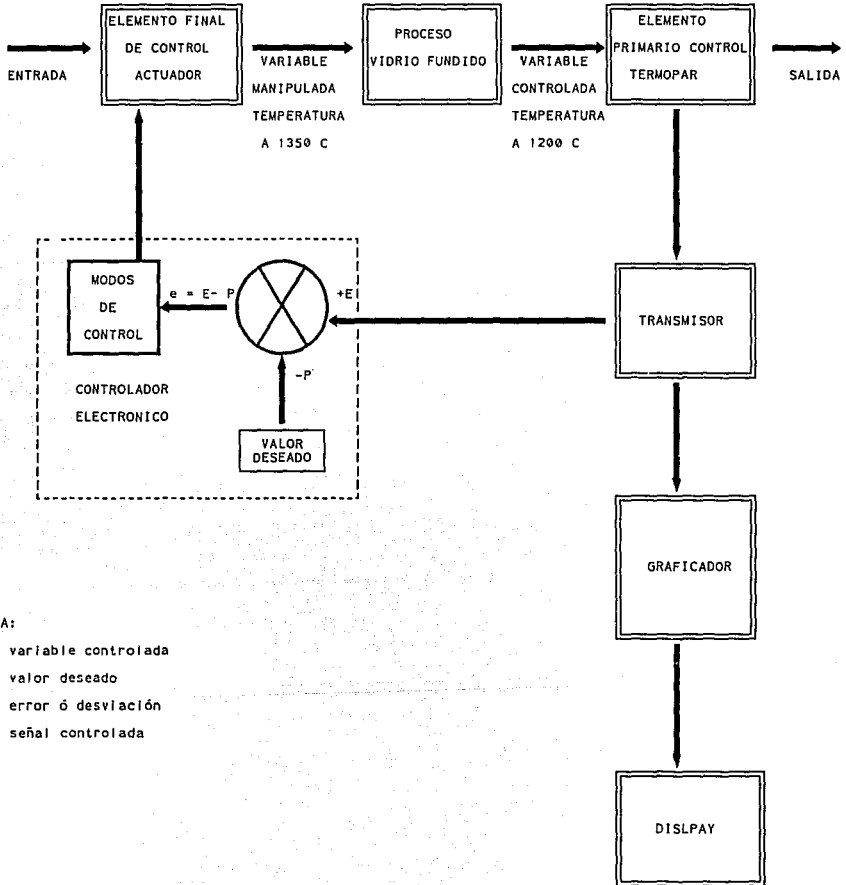 ENTRADA
ELEMENTO FINAL
DE CONTROL
ACTUADOR
VARIABLE
MANIPULADA
TEMPERATURA
A 1350 C
PROCESO
VIDRIO FUNDIDO
VARIABLE
CONTROLADA
TEMPERATURA
A 1200 C
ELEMENTO
PRIMARIO CONTROL
TERMOPAR
SALIDA
MODOS
DE
CONTROL
e = E- P
+E
-P
CONTROLADOR
ELECTRONICO
VALOR
DESEADO
TRANSMISOR
GRAFICADOR
DISLPAY
A:
variable controlada
valor deseado
error ó desviación
señal controlada